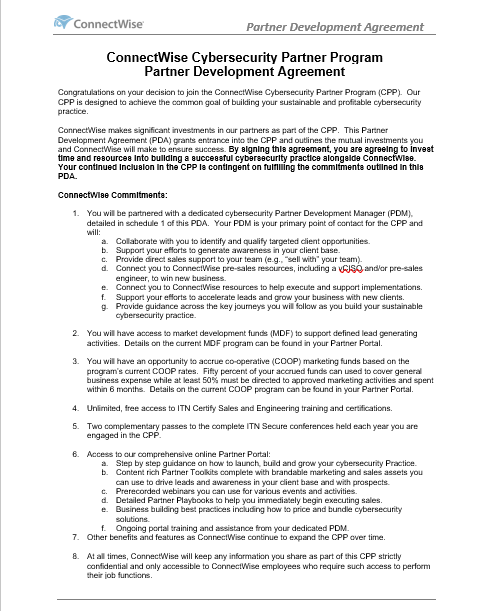 ConnectWise
Partner Development Agreement
ConnectWise Cybersecurity Partner Program
Partner Development Agreement
Congratulations on your decision to join the ConnectWise Cybersecurity Partner Program (CPP). Our
CPP is designed to achieve the common goal of building your sustainable and profitable cybersecurity
practice.
ConnectWise makes significant investments in our partners as part of the CPP. This Partner
Development Agreement (PDA) grants entrance into the CPP and outlines the mutual investments you
and ConnectWise will make to ensure success. By signing this agreement, you are agreeing to invest
time and resources into building a successful cybersecurity practice alongside ConnectWise.
Your continued inclusion in the CPP is contingent on fulfilling the commitments outlined in this
PDA.
ConnectWise Commitments:
1. You will be partnered with a dedicated cybersecurity Partner Development Manager (PDM),
detailed in schedule 1 of this PDA. Your PDM is your primary point of contact for the CPP and
will:
a. Collaborate with you to identify and qualify targeted client opportunities.
b. Support your efforts to generate awareness in your client base.
c. Provide direct sales support to your team (e.g., "sell with" your team).
d. Connect you to ConnectWise pre-sales resources, including a vCISO and/or pre-sales
engineer, to win new business.
e. Connect you to ConnectWise resources to help execute and support implementations.
f. Support your efforts to accelerate leads and grow your business with new clients.
g. Provide guidance across the key journeys you will follow as you build your sustainable
cybersecurity practice.
2. You will have access to market development funds (MDF) to support defined lead generating
activities. Details on the current MDF program can be found in your Partner Portal.
3. You will have an opportunity to accrue co-operative (COOP) marketing funds based on the
program's current COOP rates. Fifty percent of your accrued funds can used to cover general
business expense while at least 50% must be directed to approved marketing activities and spent
within 6 months. Details on the current COOP program can be found in your Partner Portal.
4. Unlimited, free access to ITN Certify Sales and Engineering training and certifications.
5. Two complementary passes to the complete ITN Secure conferences held each year you are
engaged in the CPP.
6. Access to our comprehensive online Partner Portal:
a. Step by step guidance on how to launch, build and grow your cybersecurity Practice.
b. Content rich Partner Toolkits complete with brandable marketing and sales assets you
can use to drive leads and awareness in your client base and with prospects.
c. Prerecorded webinars you can use for various events and activities.
d. Detailed Partner Playbooks to help you immediately begin executing sales.
e. Business building best practices including how to price and bundle cybersecurity
solutions.
f. Ongoing portal training and assistance from your dedicated PDM.
7. Other benefits and features as ConnectWise continue to expand the CPP over time.
8. At all times, ConnectWise will keep any information you share as part of this CPP strictly
confidential and only accessible to ConnectWise employees who require such access to perform
their job functions.